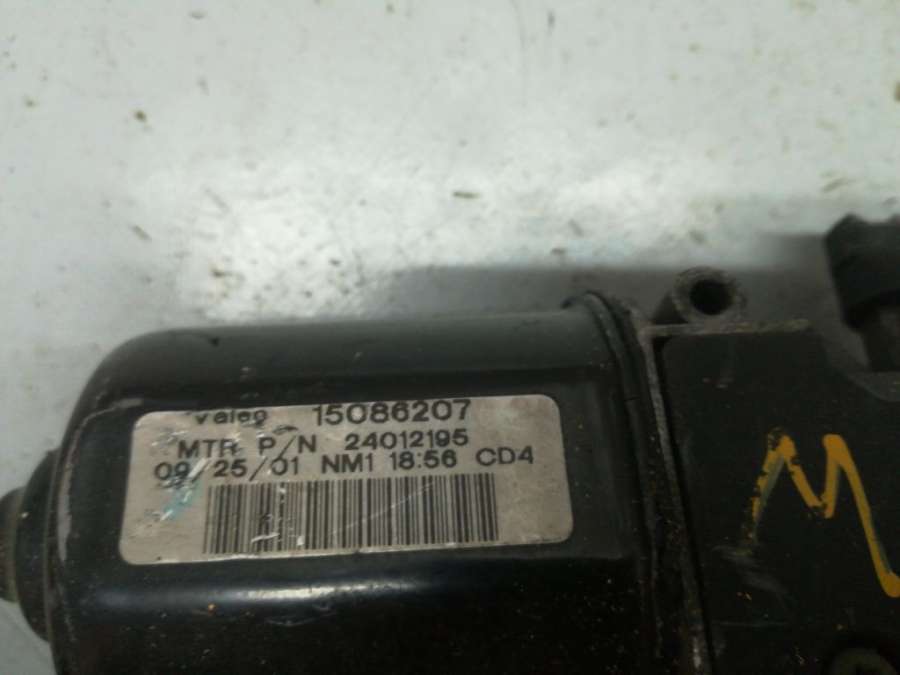 Valeo 15086207
MTR P/N 24012195
09/25/01 NM1 18:56 CD4
M